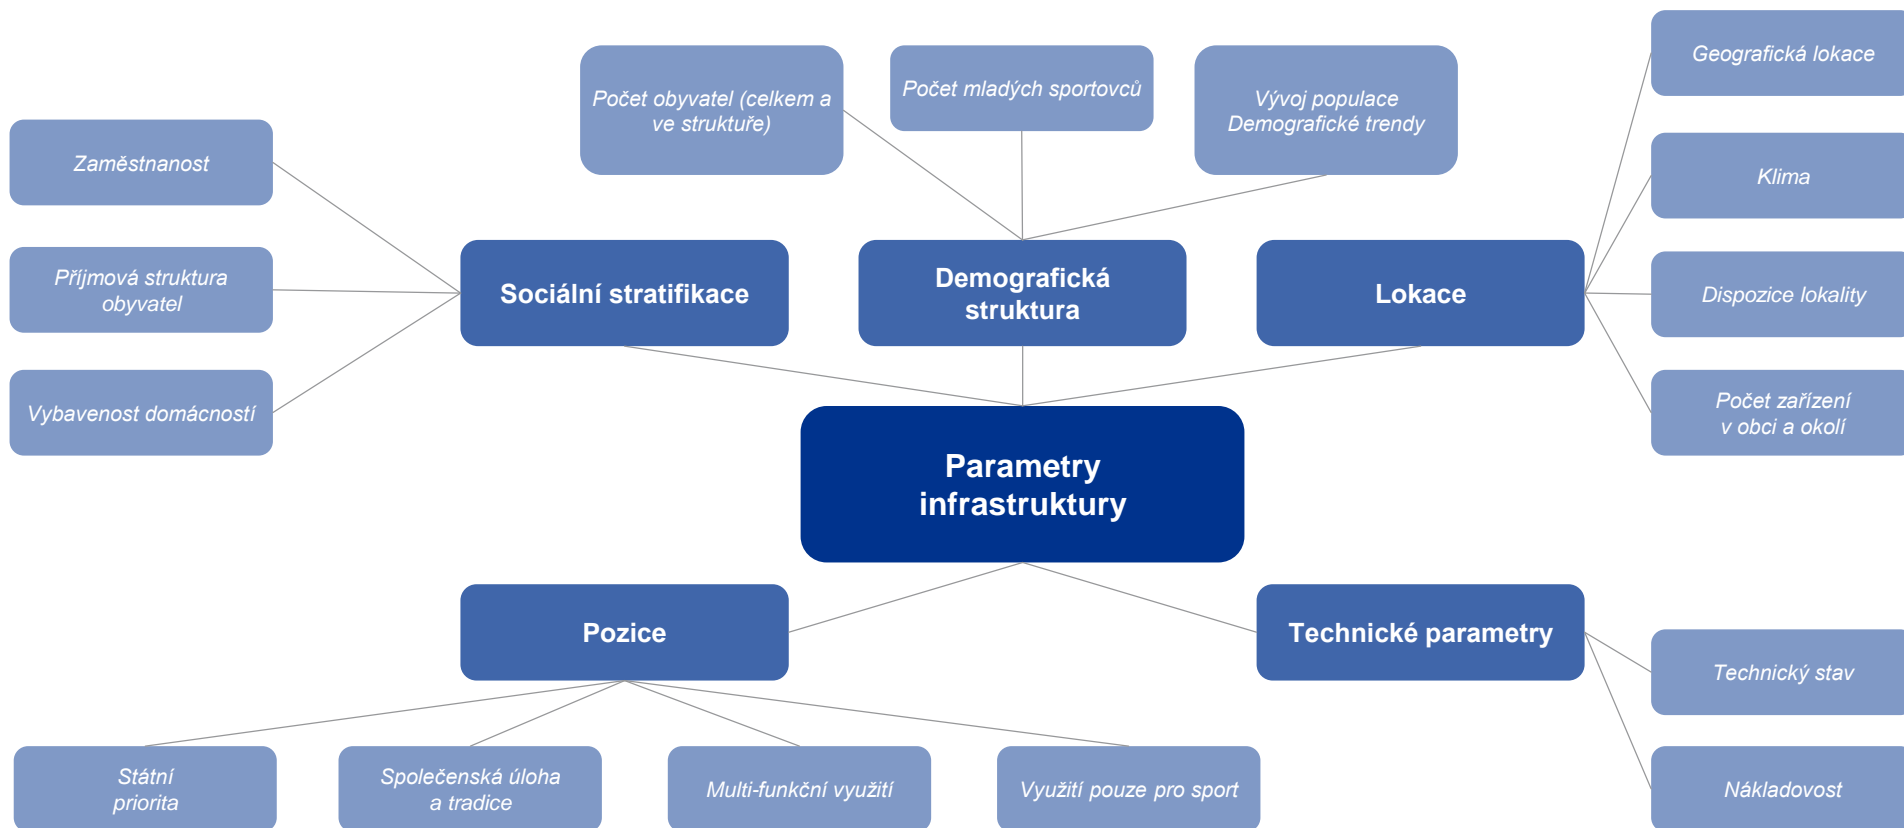 Geografická lokace
Počet obyvatel (celkem a
ve struktuře)
Počet mladých sportovců
Vývoj populace
Demografické trendy
Zaměstnanost
Klima
Příjmová struktura
obyvatel
Sociální stratifikace
Demografická
struktura
Lokace
Dispozice lokality
Vybavenost domácností
Počet zařízení
v obci a okolí
Parametry
infrastruktury
Pozice
Technické parametry
Technický stav
Státní
priorita
Společenská úloha
a tradice
Multi-funkční využití
Využití pouze pro sport
Nákladovost